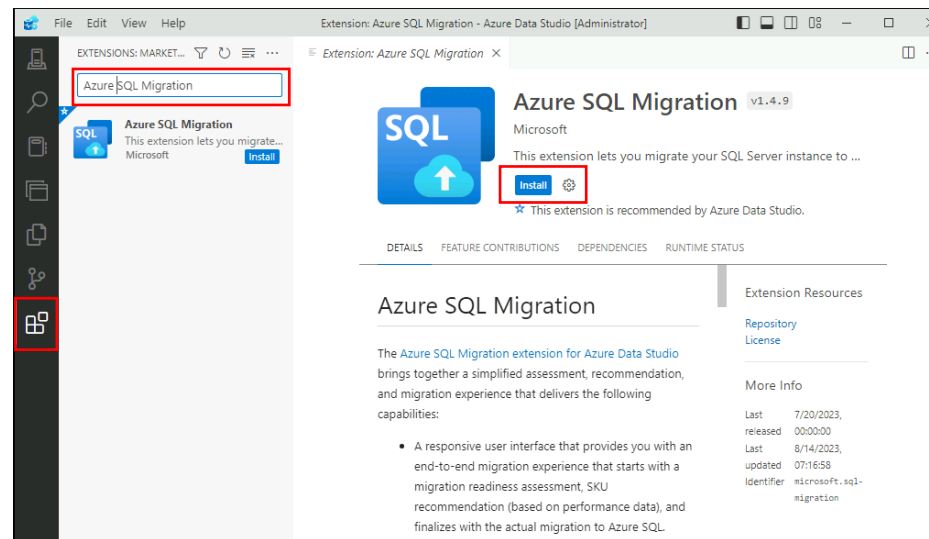 File Edit View Help
Extension: Azure SQL Migration - Azure Data Studio [Administrator]
EXTENSIONS: MARKET...
Azure SQL Migration
Azure SQL Migration
This extension lets you migrate...
Microsoft
Install
SQL
Extension: Azure SQL Migration
SQL
Azure SQL Migration v1.4.9
Microsoft
This extension lets you migrate your SQL Server instance to ...
Install
This extension is recommended by Azure Data Studio.
DETAILS FEATURE CONTRIBUTIONS DEPENDENCIES RUNTIME STATUS
Azure SQL Migration
The Azure SQL Migration extension for Azure Data Studio
brings together a simplified assessment, recommendation,
and migration experience that delivers the following
capabilities:
• A responsive user interface that provides you with an
end-to-end migration experience that starts with a
migration readiness assessment, SKU
recommendation (based on performance data), and
finalizes with the actual migration to Azure SQL.
Extension Resources
Repository
License
More Info
Last 7/20/2023,
released 00:00:00
Last 8/14/2023,
updated 07:16:58
Identifier microsoft.sql-
migration